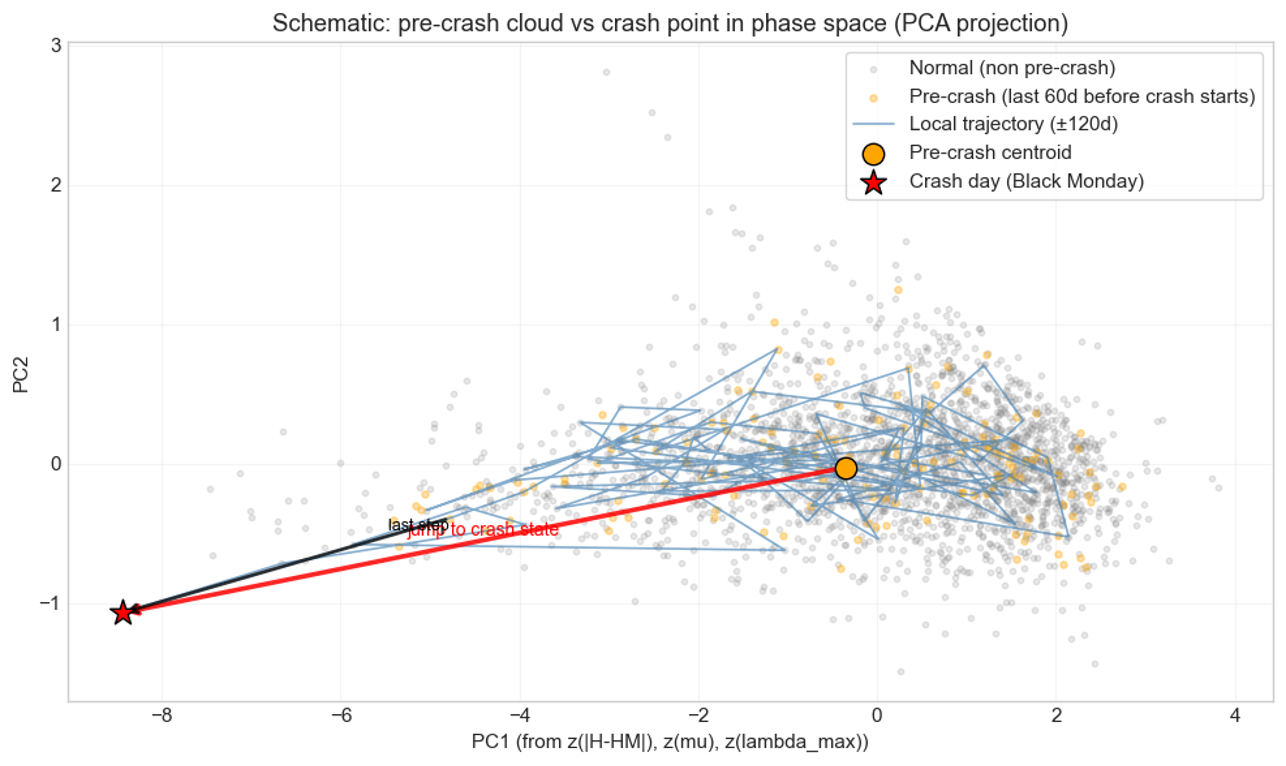 Schematic: pre-crash cloud vs crash point in phase space (PCA projection)
Normal (non pre-crash)
Pre-crash (last 60d before crash starts)
Local trajectory (±120d)
Pre-crash centroid
Crash day (Black Monday)
3
2
1
0
−1
PC2
last step
jump to crash state
−8
−6
−4
−2
0
2
4
PC1 (from z(|H-HM|), z(mu), z(lambda_max))